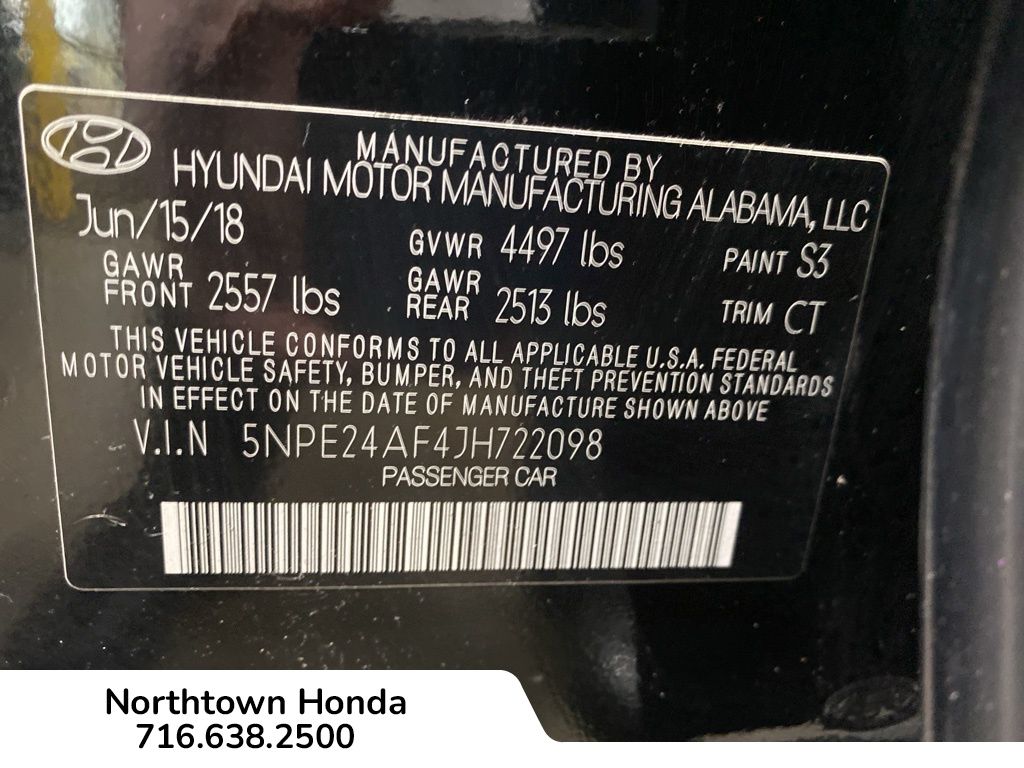 MANUFACTURED BY
HYUNDAI MOTOR MANUFACTURING ALABAMA, LLC
Jun/15/18 GVWR 4497 lbs PAINT S3
GAWR FRONT 2557 lbs GAWR REAR 2513 lbs TRIM CT
THIS VEHICLE CONFORMS TO ALL APPLICABLE U.S.A. FEDERAL
MOTOR VEHICLE SAFETY, BUMPER, AND THEFT PREVENTION STANDARDS
IN EFFECT ON THE DATE OF MANUFACTURE SHOWN ABOVE
V.I.N 5NPE24AF4JH722098
PASSENGER CAR
Northtown Honda
716.638.2500